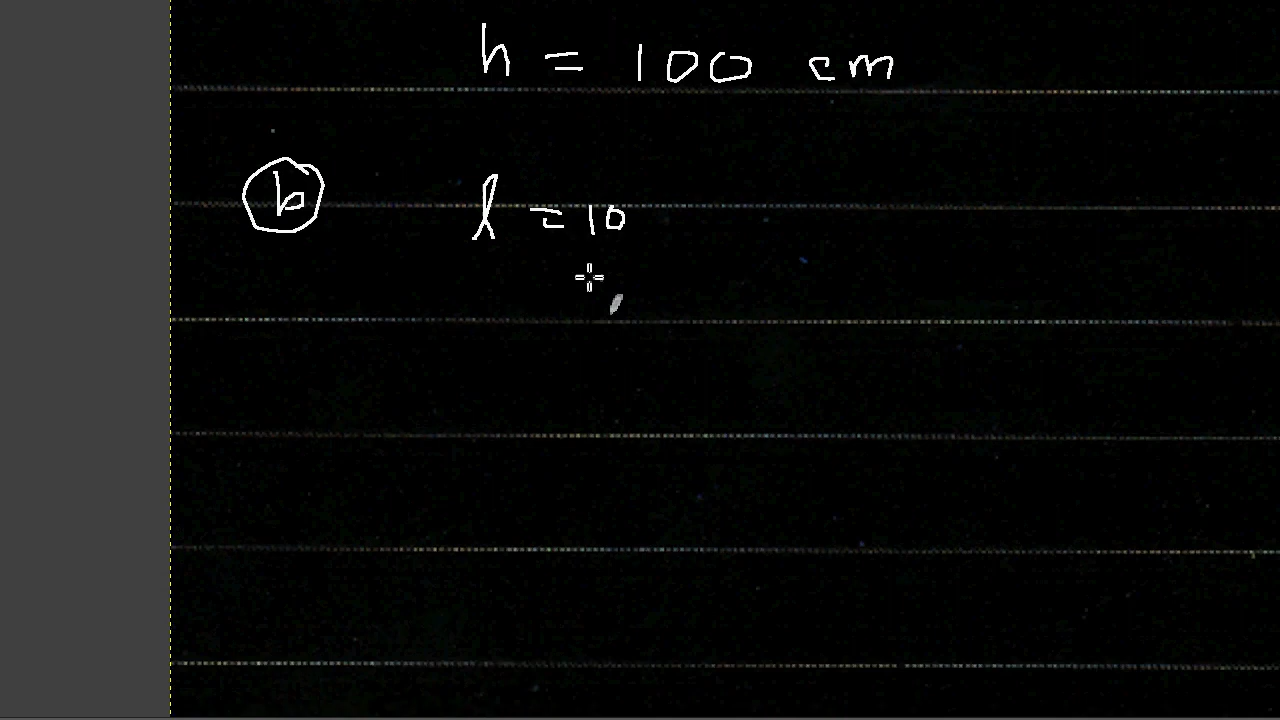 h = 100 cm
b l = 10